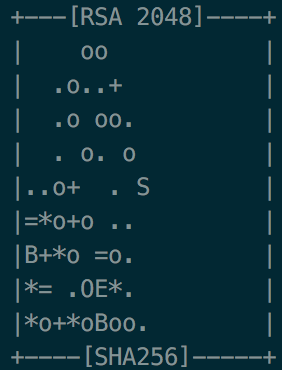 +---[RSA 2048]----+
|     oo          |
|   .o..+         |
|   .o oo.        |
|   . o. o        |
|..o+  . S        |
|=*o+o ..         |
|B+*o =o.         |
|*= .OE*.         |
|*o+*oBoo.        |
+----[SHA256]-----+